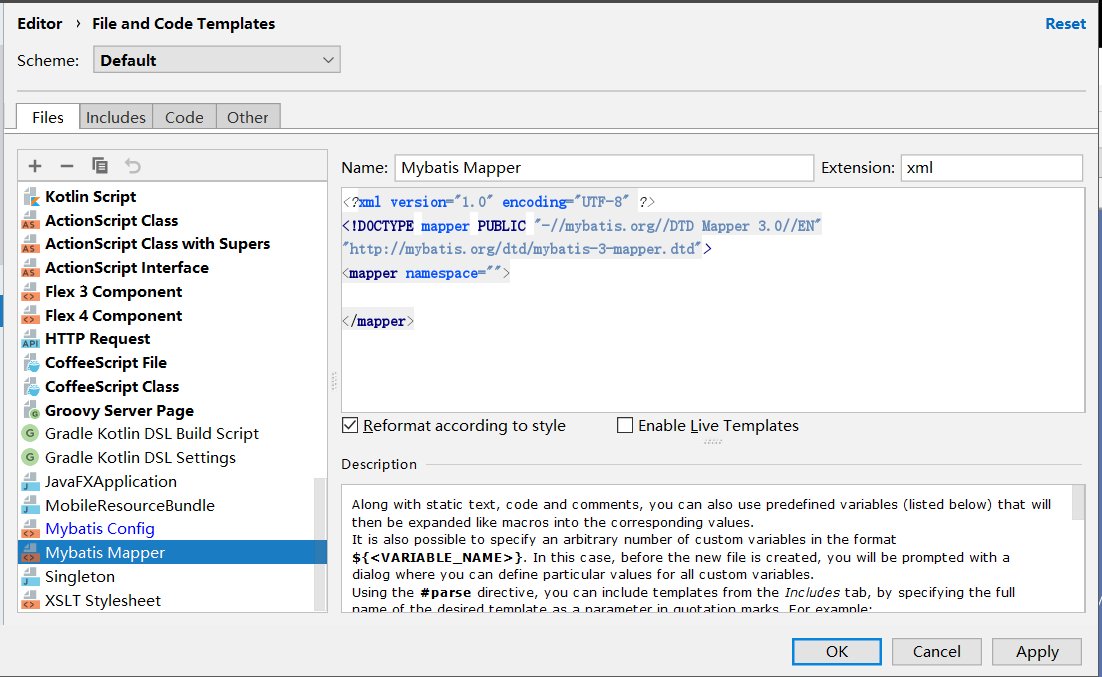 Editor › File and Code Templates
Reset
Scheme: Default
Files Includes Code Other
Name: Mybatis Mapper Extension: xml
Kotlin Script
ActionScript Class
ActionScript Class with Supers
ActionScript Interface
Flex 3 Component
Flex 4 Component
HTTP Request
CoffeeScript File
CoffeeScript Class
Groovy Server Page
Gradle Kotlin DSL Build Script
Gradle Kotlin DSL Settings
JavaFXApplication
MobileResourceBundle
Mybatis Config
Mybatis Mapper
Singleton
XSLT Stylesheet
<?xml version="1.0" encoding="UTF-8" ?>
<!DOCTYPE mapper PUBLIC "-//mybatis.org//DTD Mapper 3.0//EN"
"http://mybatis.org/dtd/mybatis-3-mapper.dtd">
<mapper namespace="">
</mapper>
Reformat according to style Enable Live Templates
Description
Along with static text, code and comments, you can also use predefined variables (listed below) that will
then be expanded like macros into the corresponding values.
It is also possible to specify an arbitrary number of custom variables in the format
${<VARIABLE_NAME>}. In this case, before the new file is created, you will be prompted with a
dialog where you can define particular values for all custom variables.
Using the #parse directive, you can include templates from the Includes tab, by specifying the full
name of the desired template as a parameter in quotation marks. For example:
OK Cancel Apply